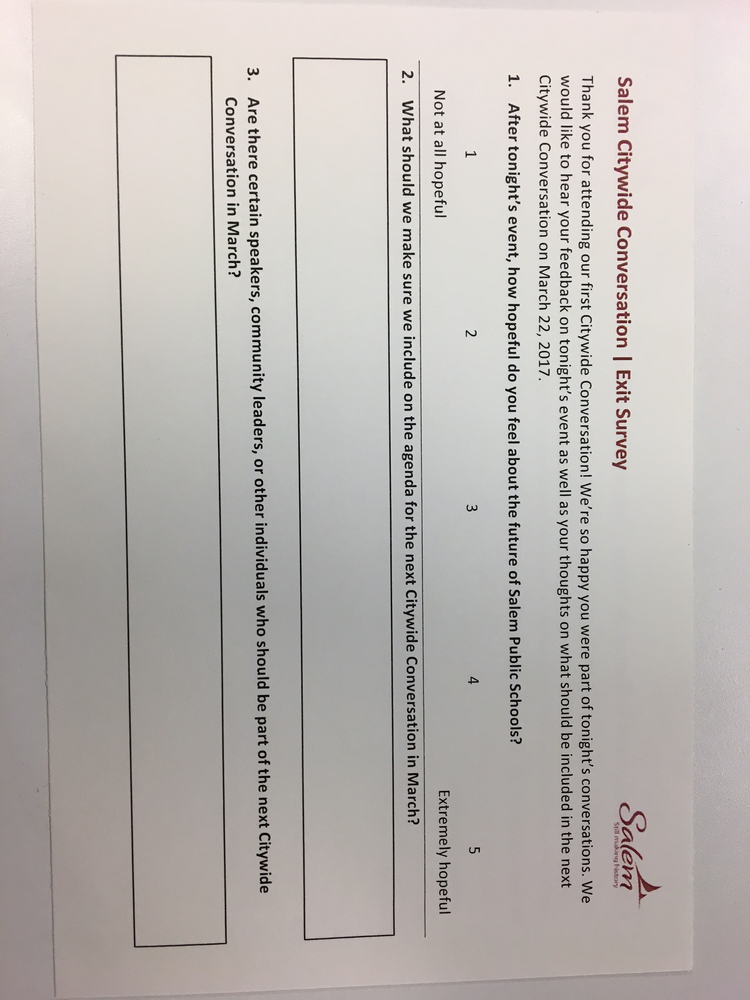 Salem Citywide Conversation | Exit Survey
Salem
Still making history
Thank you for attending our first Citywide Conversation! We're so happy you were part of tonight's conversations. We
would like to hear your feedback on tonight's event as well as your thoughts on what should be included in the next
Citywide Conversation on March 22, 2017.
1. After tonight's event, how hopeful do you feel about the future of Salem Public Schools?
1 2 3 4 5
Not at all hopeful Extremely hopeful
2. What should we make sure we include on the agenda for the next Citywide Conversation in March?
3. Are there certain speakers, community leaders, or other individuals who should be part of the next Citywide
Conversation in March?